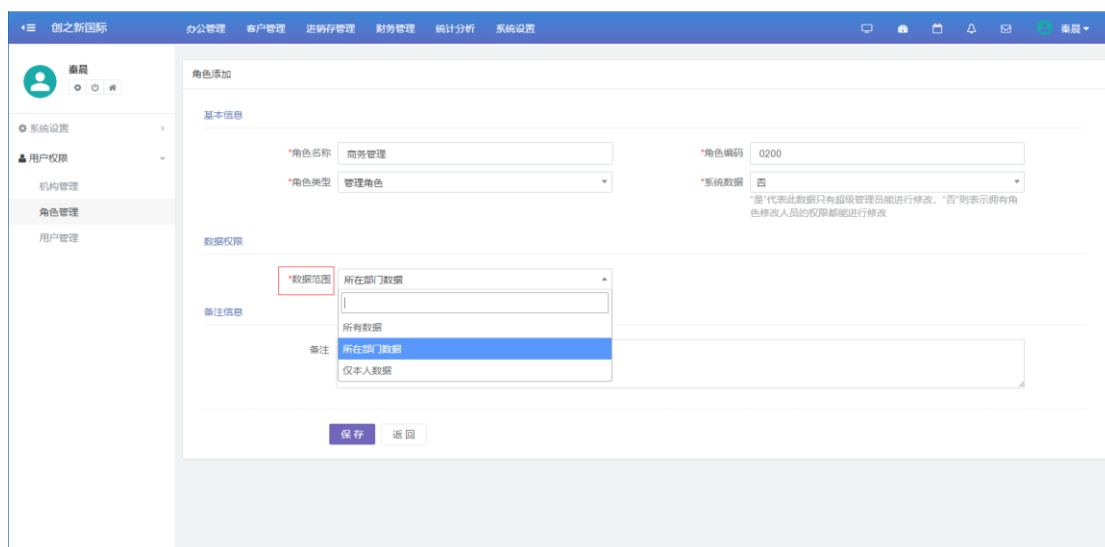 创之新国际 办公管理 客户管理 进销存管理 财务管理 统计分析 系统设置 秦晨
秦晨
系统设置
用户权限
机构管理
角色管理
用户管理
角色添加
基本信息
*角色名称 商务管理 *角色编码 0200
*角色类型 管理角色 *系统数据 否
"是"代表此数据只有超级管理员能进行修改，"否"则表示拥有角
色修改人员的权限都能进行修改
数据权限
*数据范围 所在部门数据
所有数据
所在部门数据
仅本人数据
备注信息
备注
保存 返回